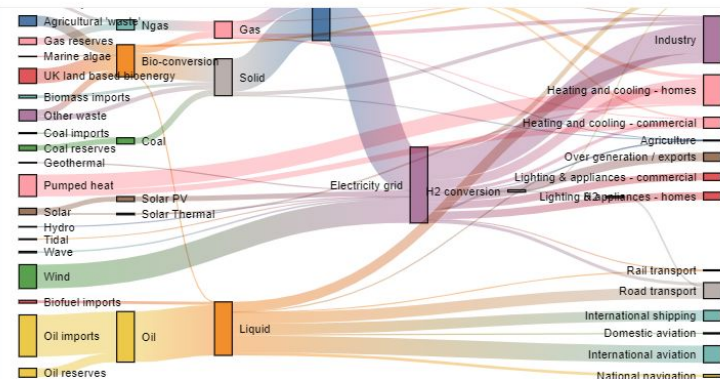 Agricultural 'waste'
Ngas
Gas
Gas reserves
Industry
Marine algae
Bio-conversion
UK land based bioenergy
Solid
Heating and cooling - homes
Biomass imports
Other waste
Heating and cooling - commercial
Coal imports
Coal
Agriculture
Coal reserves
Over generation / exports
Geothermal
Lighting & appliances - commercial
Pumped heat
Electricity grid
H2 conversion
H2
Lighting & appliances - homes
Solar PV
Solar
Solar Thermal
Hydro
Tidal
Wave
Wind
Rail transport
Road transport
Biofuel imports
International shipping
Liquid
Domestic aviation
Oil imports
Oil
International aviation
Oil reserves
National navigation